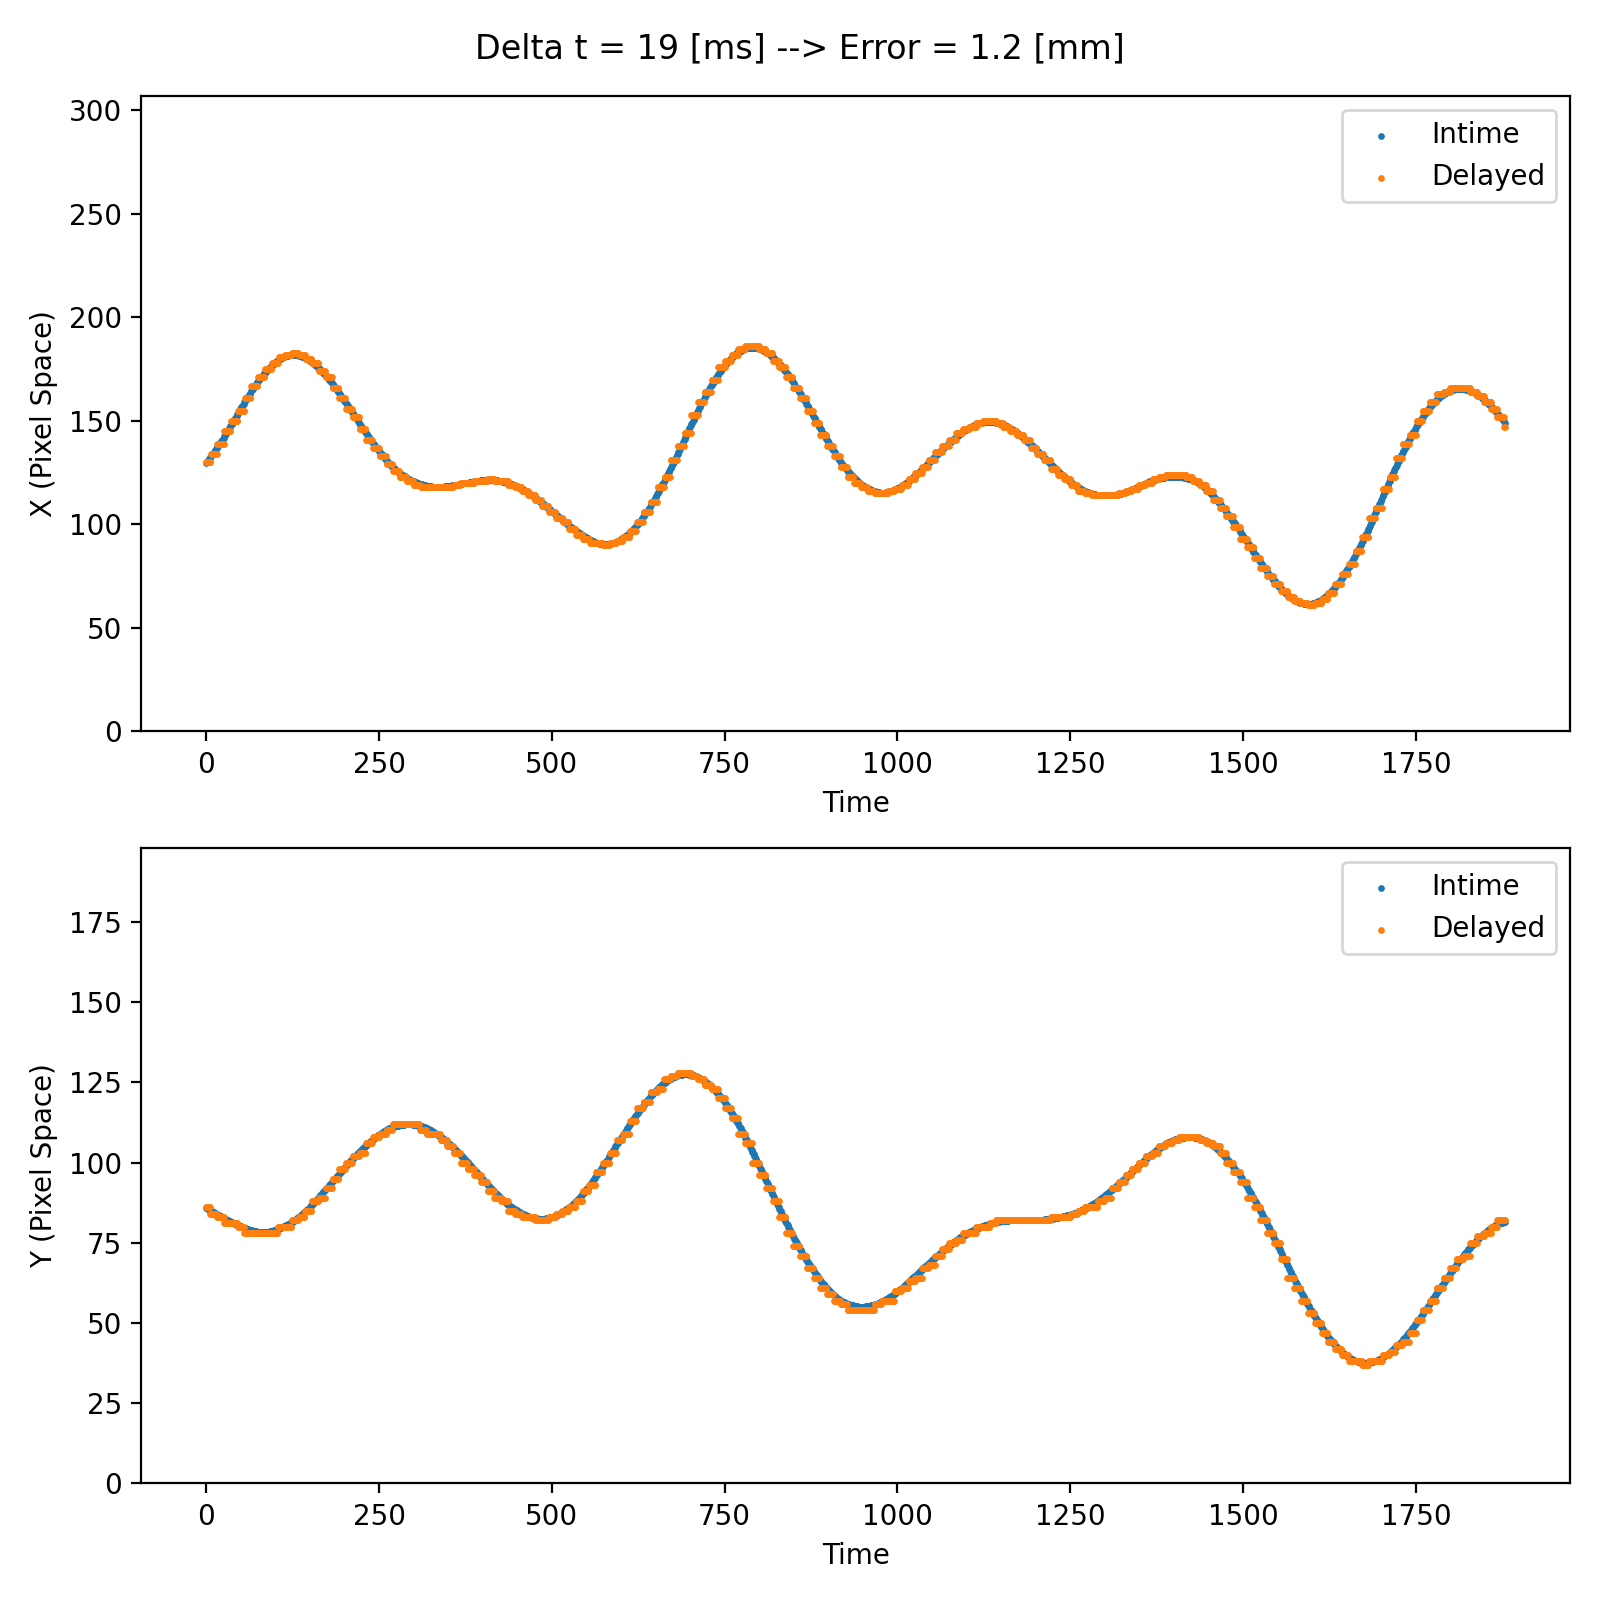 Delta t = 19 [ms] --> Error = 1.2 [mm]
300
250
200
150
100
50
0
X (Pixel Space)
Intime
Delayed
0 250 500 750 1000 1250 1500 1750
Time
175
150
125
100
75
50
25
0
Y (Pixel Space)
Intime
Delayed
0 250 500 750 1000 1250 1500 1750
Time